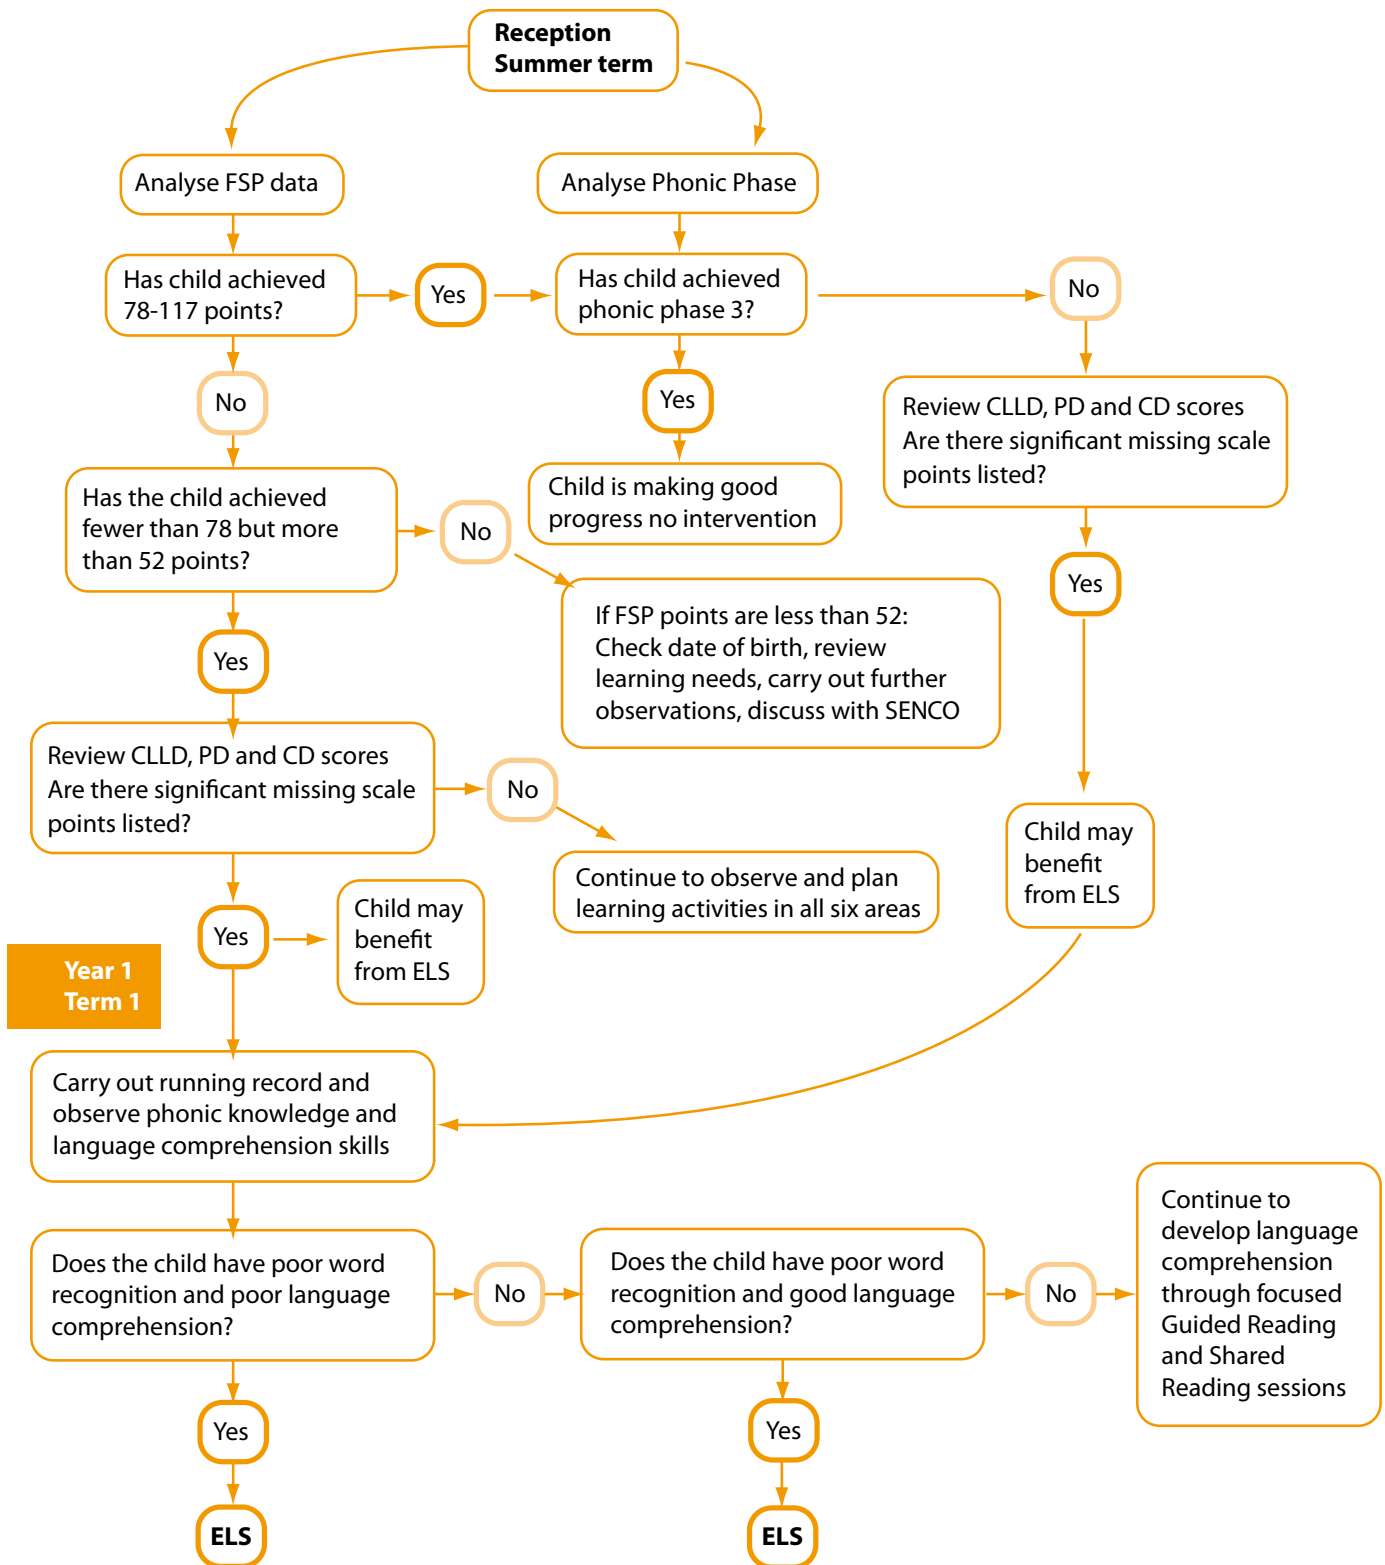 Reception
Summer term
Analyse FSP data
Analyse Phonic Phase
Has child achieved
78-117 points?
Yes
Has child achieved
phonic phase 3?
No
No
Yes
Review CLLD, PD and CD scores
Are there significant missing scale
points listed?
Has the child achieved
fewer than 78 but more
than 52 points?
No
Child is making good
progress no intervention
Yes
If FSP points are less than 52:
Check date of birth, review
learning needs, carry out further
observations, discuss with SENCO
Yes
Review CLLD, PD and CD scores
Are there significant missing scale
points listed?
No
Continue to observe and plan
learning activities in all six areas
Child may
benefit
from ELS
Yes
Child may
benefit
from ELS
Year 1
Term 1
Carry out running record and
observe phonic knowledge and
language comprehension skills
Does the child have poor word
recognition and poor language
comprehension?
No
Does the child have poor word
recognition and good language
comprehension?
No
Continue to
develop language
comprehension
through focused
Guided Reading
and Shared
Reading sessions
Yes
Yes
ELS
ELS